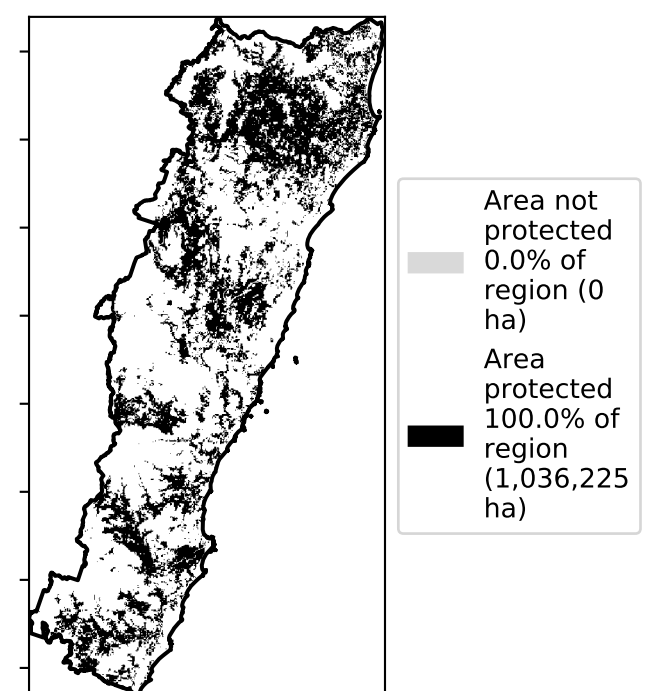 Area not
protected
0.0% of
region (0
ha)
Area
protected
100.0% of
region
(1,036,225
ha)